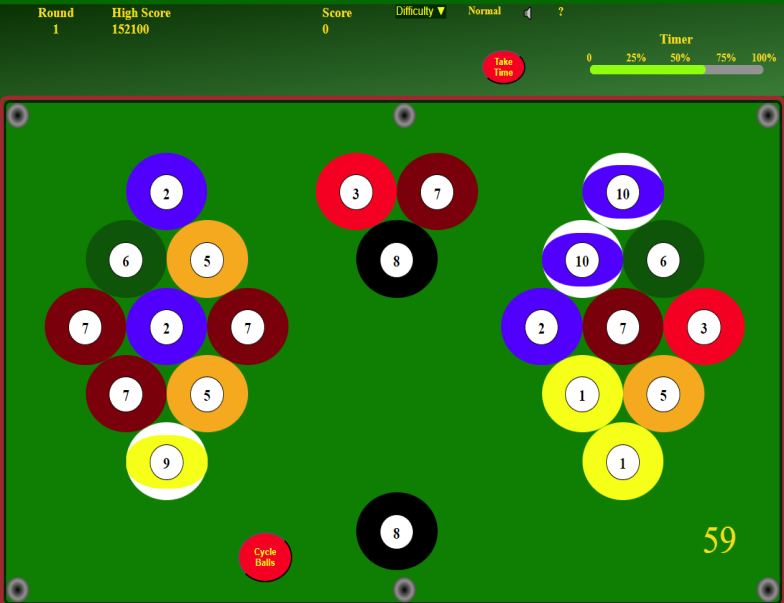 Round High Score Score Difficulty ▼ Normal ?
1 152100 0
Timer
Take
Time
0 25% 50% 75% 100%
2 3 7 10
6 5 8 10 6
7 2 7 2 7 3
7 5 1 5
9 1
8
59
Cycle
Balls